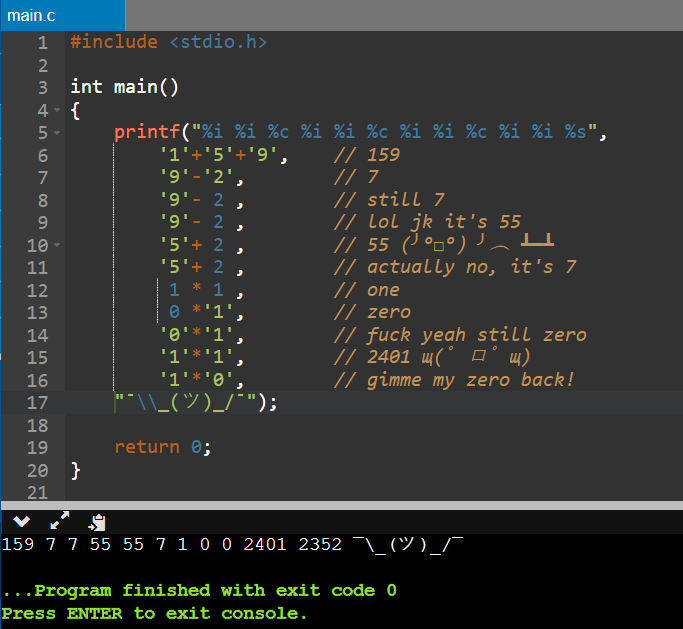 main.c
1 #include <stdio.h>
2
3 int main()
4 {
5 printf("%i %i %c %i %i %c %i %i %c %i %i %s",
6 '1'+'5'+'9', // 159
7 '9'-'2', // 7
8 '9'- 2 , // still 7
9 '9'- 2 , // lol jk it's 55
10 '5'+ 2 , // 55 (╯°□°)╯︵ ┻━┻
11 '5'+ 2 , // actually no, it's 7
12 1 * 1 , // one
13 0 *'1', // zero
14 '0'*'1', // fuck yeah still zero
15 '1'*'1', // 2401 щ(゜ロ゜щ)
16 '1'*'0', // gimme my zero back!
17 "¯\\_(ツ)_/¯");
18
19 return 0;
20 }
21
159 7 7 55 55 7 1 0 0 2401 2352 ¯\_(ツ)_/¯
...Program finished with exit code 0
Press ENTER to exit console.